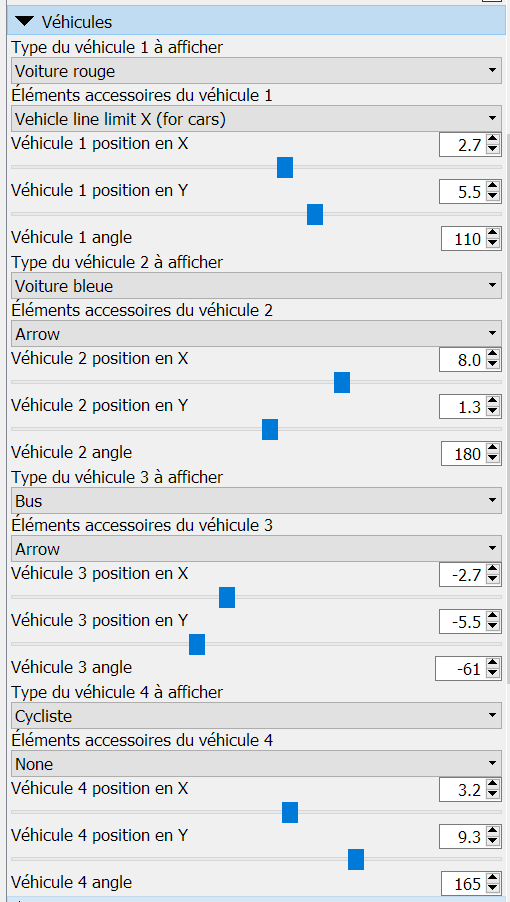 Véhicules
Type du véhicule 1 à afficher
Voiture rouge
Éléments accessoires du véhicule 1
Vehicle line limit X (for cars)
Véhicule 1 position en X 2.7
Véhicule 1 position en Y 5.5
Véhicule 1 angle 110
Type du véhicule 2 à afficher
Voiture bleue
Éléments accessoires du véhicule 2
Arrow
Véhicule 2 position en X 8.0
Véhicule 2 position en Y 1.3
Véhicule 2 angle 180
Type du véhicule 3 à afficher
Bus
Éléments accessoires du véhicule 3
Arrow
Véhicule 3 position en X -2.7
Véhicule 3 position en Y -5.5
Véhicule 3 angle -61
Type du véhicule 4 à afficher
Cycliste
Éléments accessoires du véhicule 4
None
Véhicule 4 position en X 3.2
Véhicule 4 position en Y 9.3
Véhicule 4 angle 165